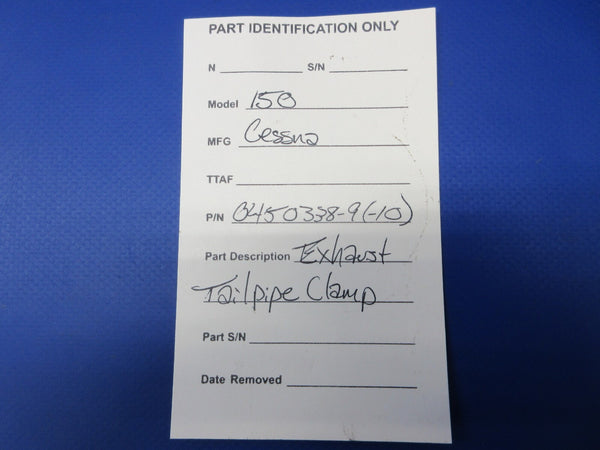 PART IDENTIFICATION ONLY
N S/N
Model 150
MFG Cessna
TTAF
P/N 0450338-9(-10)
Part Description Exhaust
Tailpipe Clamp
Part S/N
Date Removed